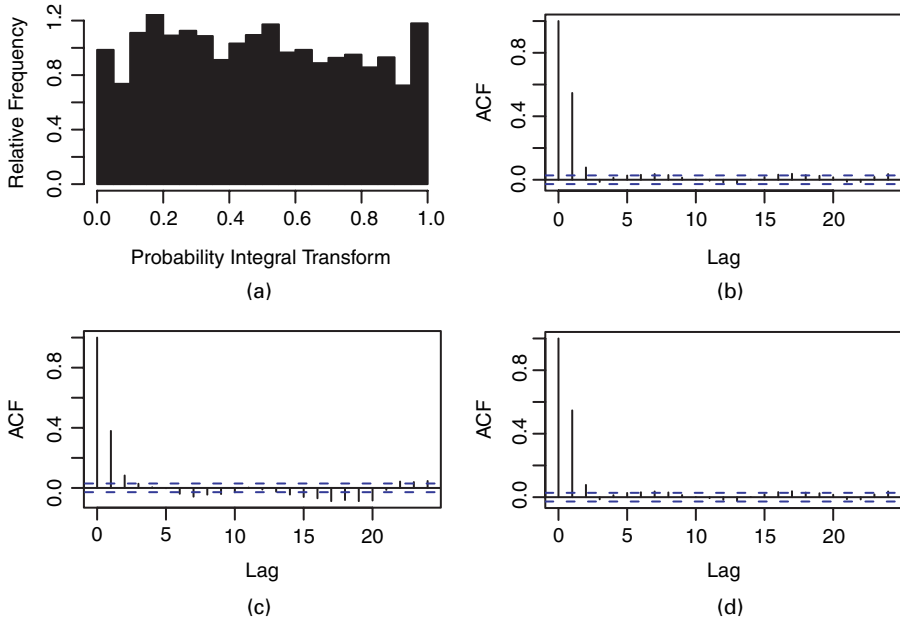 Relative Frequency
0.0 0.4 0.8 1.2
0.0 0.2 0.4 0.6 0.8 1.0
Probability Integral Transform
(a)
ACF
0.0 0.4 0.8
0 5 10 15 20
Lag
(b)
ACF
0.0 0.4 0.8
0 5 10 15 20
Lag
(c)
ACF
0.0 0.4 0.8
0 5 10 15 20
Lag
(d)